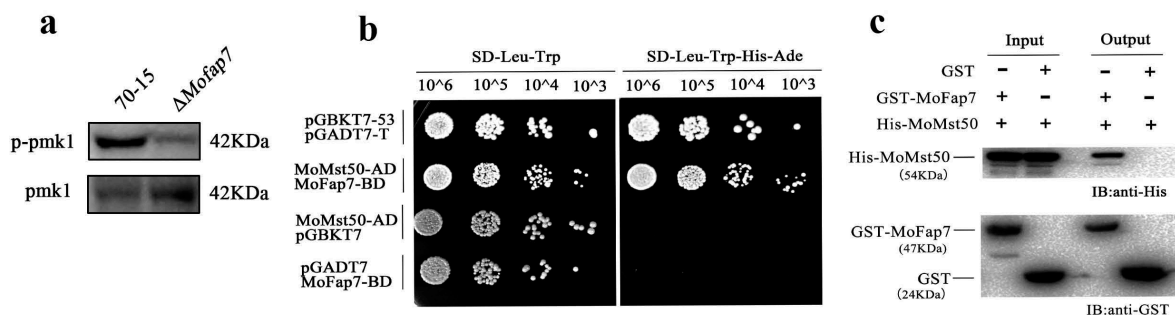 a
70-15
ΔMofap7
p-pmk1
42KDa
pmk1
42KDa
b
SD-Leu-Trp
SD-Leu-Trp-His-Ade
10^6 10^5 10^4 10^3
10^6 10^5 10^4 10^3
pGBKT7-53
pGADT7-T
MoMst50-AD
MoFap7-BD
MoMst50-AD
pGBKT7
pGADT7
MoFap7-BD
c
Input Output
GST - + - +
GST-MoFap7 + - + -
His-MoMst50 + + + +
His-MoMst50
(54KDa)
IB:anti-His
GST-MoFap7
(47KDa)
GST
(24KDa)
IB:anti-GST